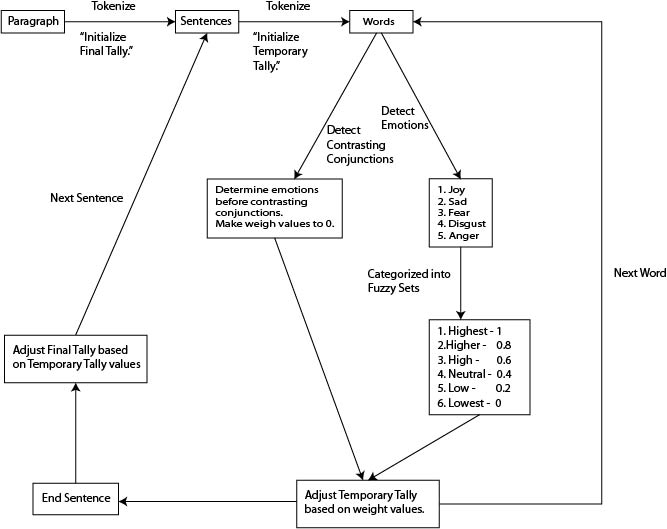 Tokenize
Tokenize
Paragraph
Sentences
Words
“Initialize
Final Tally.”
“Initialize
Temporary
Tally.”
Detect
Emotions
Detect
Contrasting
Conjunctions
Determine emotions
before contrasting
conjunctions.
Make weigh values to 0.
1. Joy
2. Sad
3. Fear
4. Disgust
5. Anger
Next Sentence
Categorized into
Fuzzy Sets
Next Word
1. Highest - 1
2.Higher - 0.8
3. High - 0.6
4. Neutral - 0.4
5. Low - 0.2
6. Lowest - 0
Adjust Final Tally based
on Temporary Tally values
End Sentence
Adjust Temporary Tally
based on weight values.